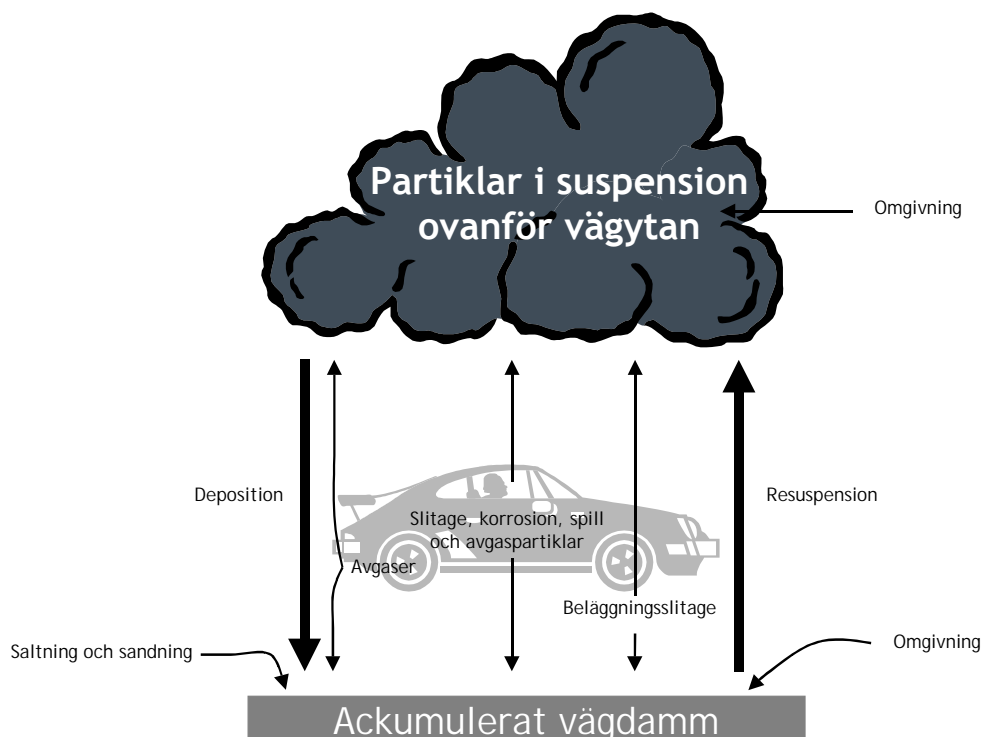 Partiklar i suspension
ovanför vägytan
Omgivning
Deposition
Resuspension
Slitage, korrosion, spill
och avgaspartiklar
Avgaser
Beläggningsslitage
Saltning och sandning
Omgivning
Ackumulerat vägdamm